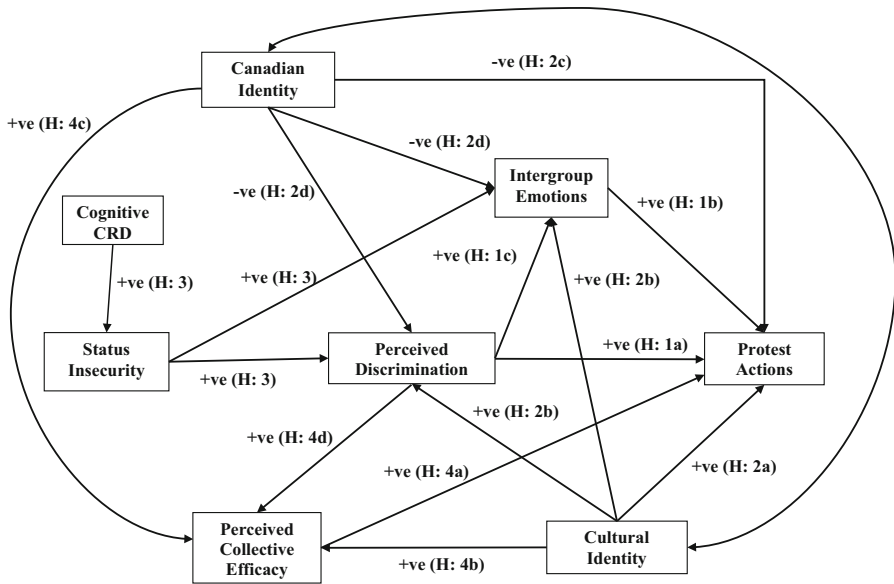 Canadian
Identity
-ve (H: 2c)
+ve (H: 4c)
-ve (H: 2d)
Intergroup
Emotions
-ve (H: 2d)
+ve (H: 1b)
Cognitive
CRD
+ve (H: 1c)
+ve (H: 3)
+ve (H: 2b)
+ve (H: 3)
Status
Insecurity
Perceived
Discrimination
+ve (H: 1a)
Protest
Actions
+ve (H: 3)
+ve (H: 2b)
+ve (H: 4d)
+ve (H: 4a)
+ve (H: 2a)
Perceived
Collective
Efficacy
Cultural
Identity
+ve (H: 4b)